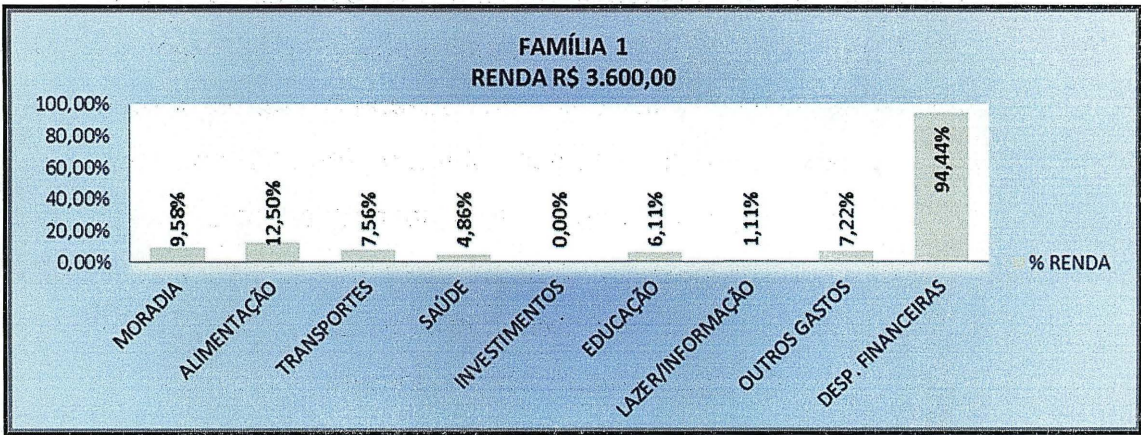 FAMÍLIA 1
RENDA R$ 3.600,00
100,00%
80,00%
60,00%
40,00%
20,00%
0,00%
9,58%
12,50%
7,56%
4,86%
0,00%
6,11%
1,11%
7,22%
94,44%
% RENDA
MORADIA
ALIMENTAÇÃO
TRANSPORTES
SAÚDE
INVESTIMENTOS
EDUCAÇÃO
LAZER/INFORMAÇÃO
OUTROS GASTOS
DESP. FINANCEIRAS